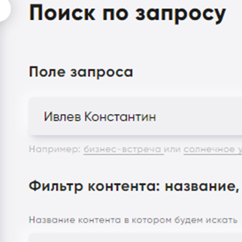 Поиск по запросу
Поле запроса
Ивлев Константин
Например: бизнес-встреча или солнечное
Фильтр контента: название,
Название контента в котором будем искать